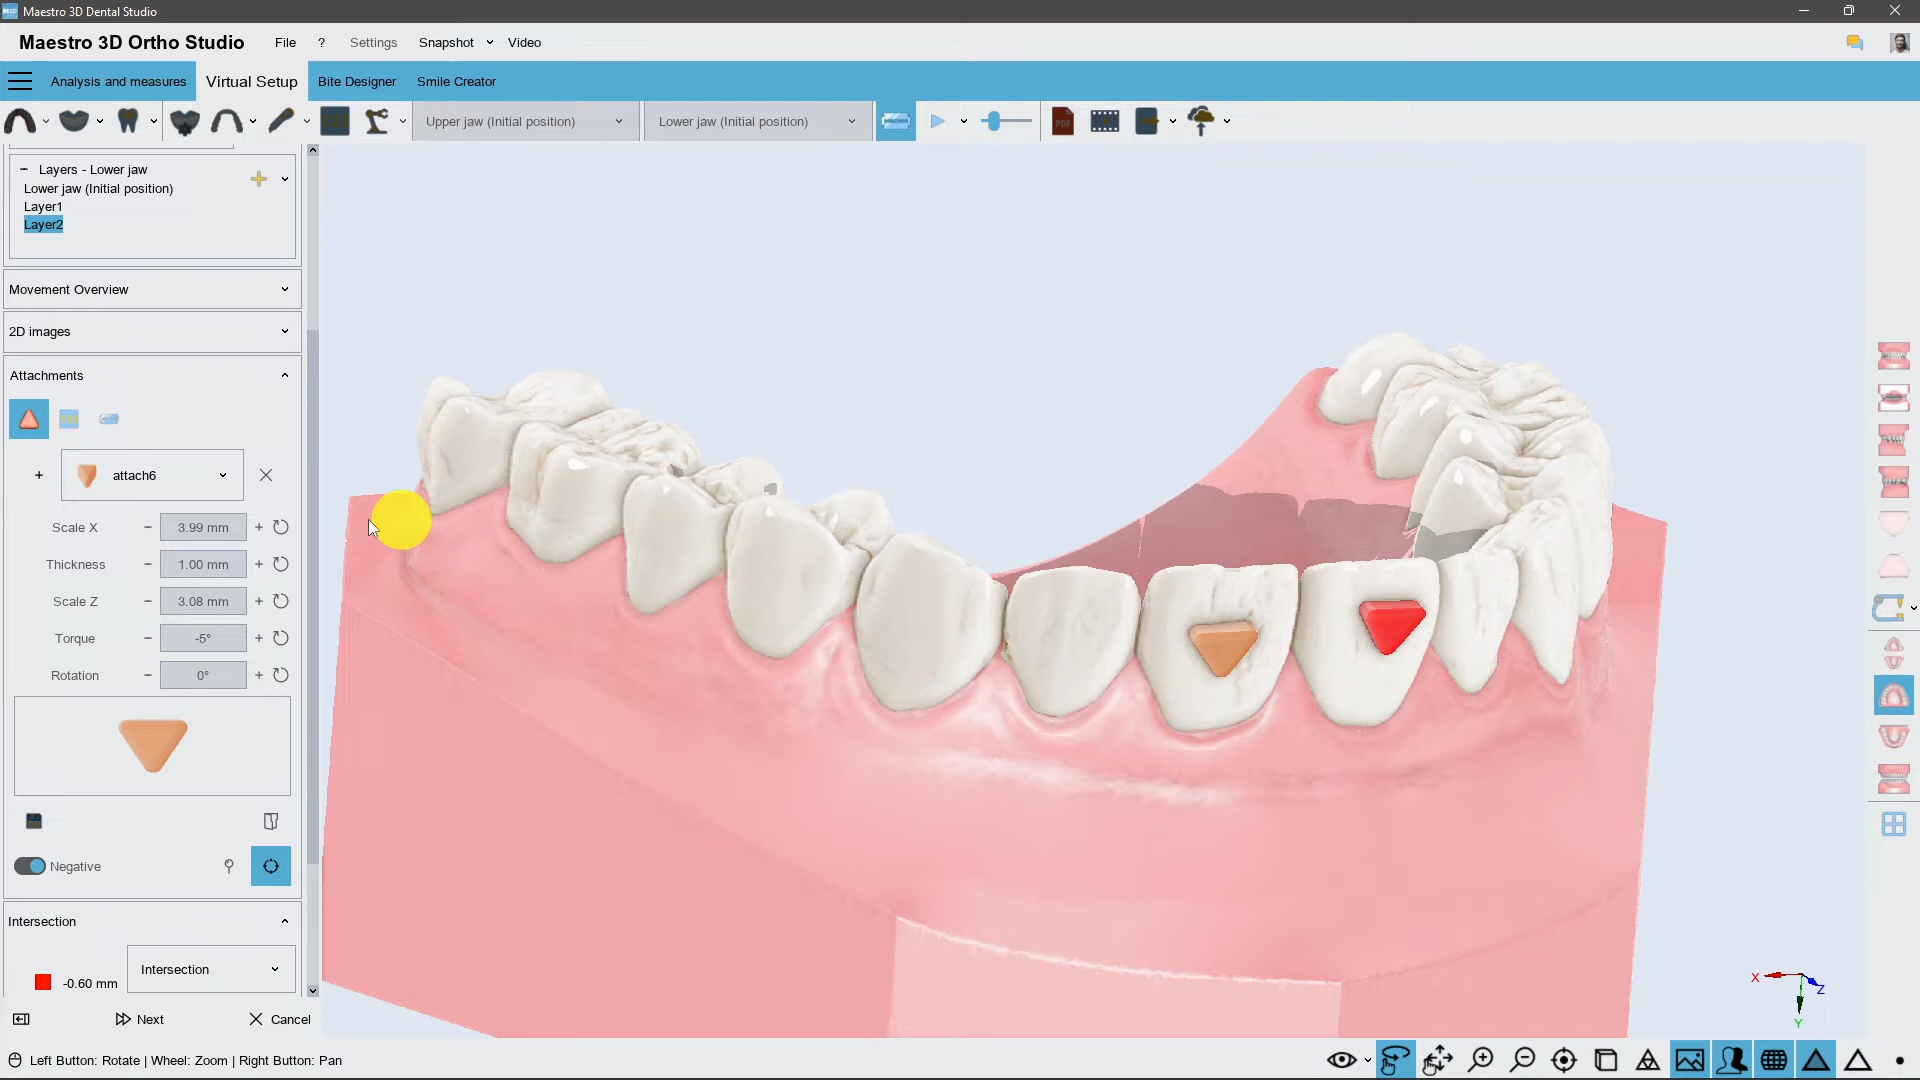 Maestro 3D Dental Studio
Maestro 3D Ortho Studio File ? Settings Snapshot Video
Analysis and measures Virtual Setup Bite Designer Smile Creator
Upper jaw (Initial position) Lower jaw (Initial position)
PDF
Layers - Lower jaw
Lower jaw (Initial position)
Layer1
Layer2
Movement Overview
2D images
Attachments
attach6
Scale X 3.99 mm
Thickness 1.00 mm
Scale Z 3.08 mm
Torque -5°
Rotation 0°
Negative
Intersection
-0.60 mm Intersection
Next Cancel
X
Z
Y
Left Button: Rotate | Wheel: Zoom | Right Button: Pan